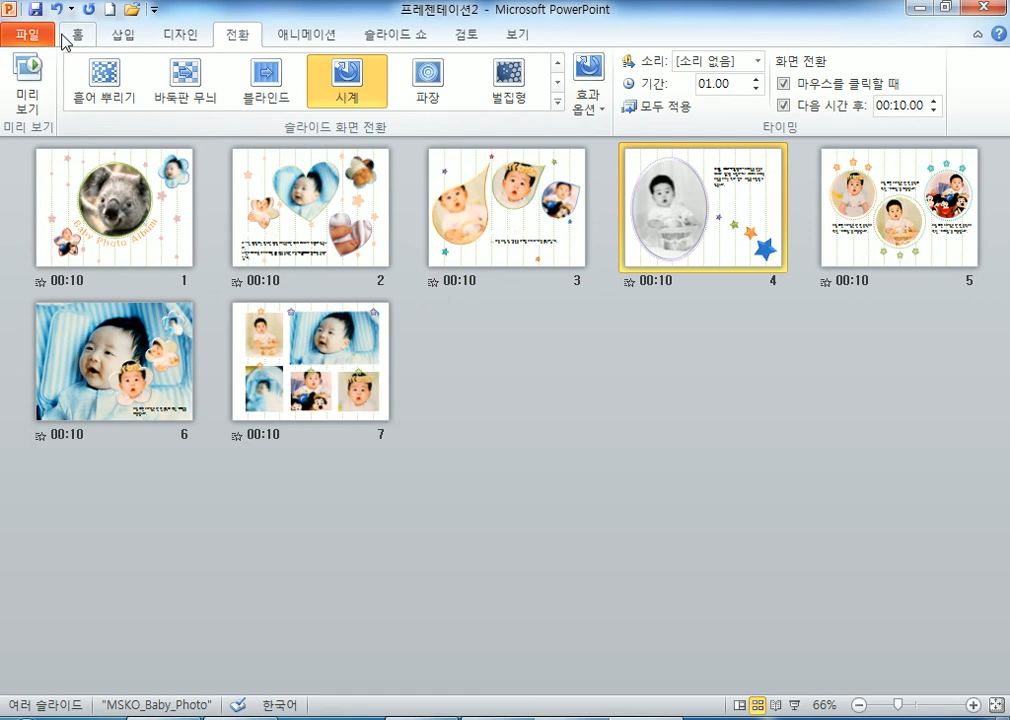 프레젠테이션2 - Microsoft PowerPoint
파일 홈 삽입 디자인 전환 애니메이션 슬라이드 쇼 검토 보기
미리 보기
흩어 뿌리기 바둑판 무늬 블라인드 시계 파장 벌집형
효과 옵션
소리: [소리 없음]
기간: 01.00
모두 적용
화면 전환
마우스를 클릭할 때
다음 시간 후: 00:10.00
미리 보기 슬라이드 화면 전환 타이밍
Baby Photo Album
00:10 1
00:10 2
00:10 3
00:10 4
00:10 5
00:10 6
00:10 7
여러 슬라이드 "MSKO_Baby_Photo" 한국어 66%